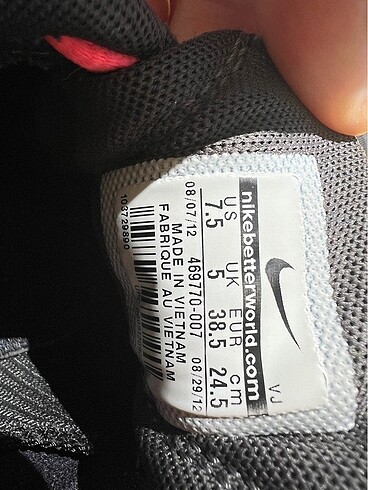 VJ
nikebetterworld.com
US UK EUR cm
7.5 5 38.5 24.5
08/07/12 469770-007 08/29/12
MADE IN VIETNAM
FABRIQUE AU VIETNAM
103729890